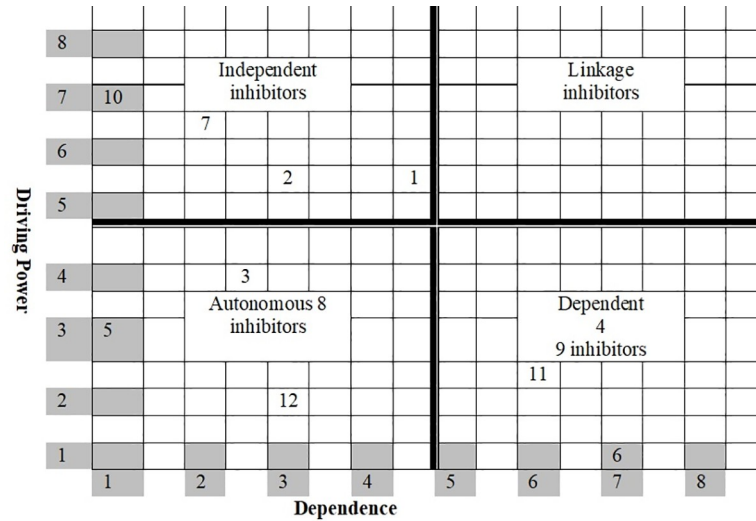 8
Independent
inhibitors
Linkage
inhibitors
7 10
7
6
2 1
5
4 3
Autonomous 8
inhibitors
Dependent
4
9 inhibitors
3 5
11
2 12
1 6
1 2 3 4 5 6 7 8
Dependence
Driving Power